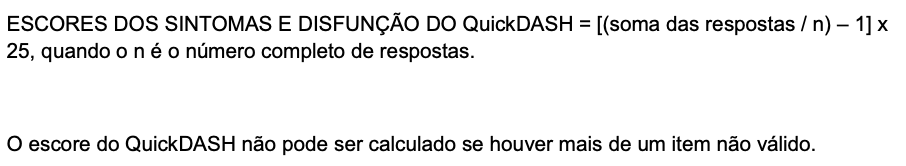 ESCORES DOS SINTOMAS E DISFUNÇÃO DO QuickDASH = [(soma das respostas / n) – 1] x
25, quando o n é o número completo de respostas.
O escore do QuickDASH não pode ser calculado se houver mais de um item não válido.